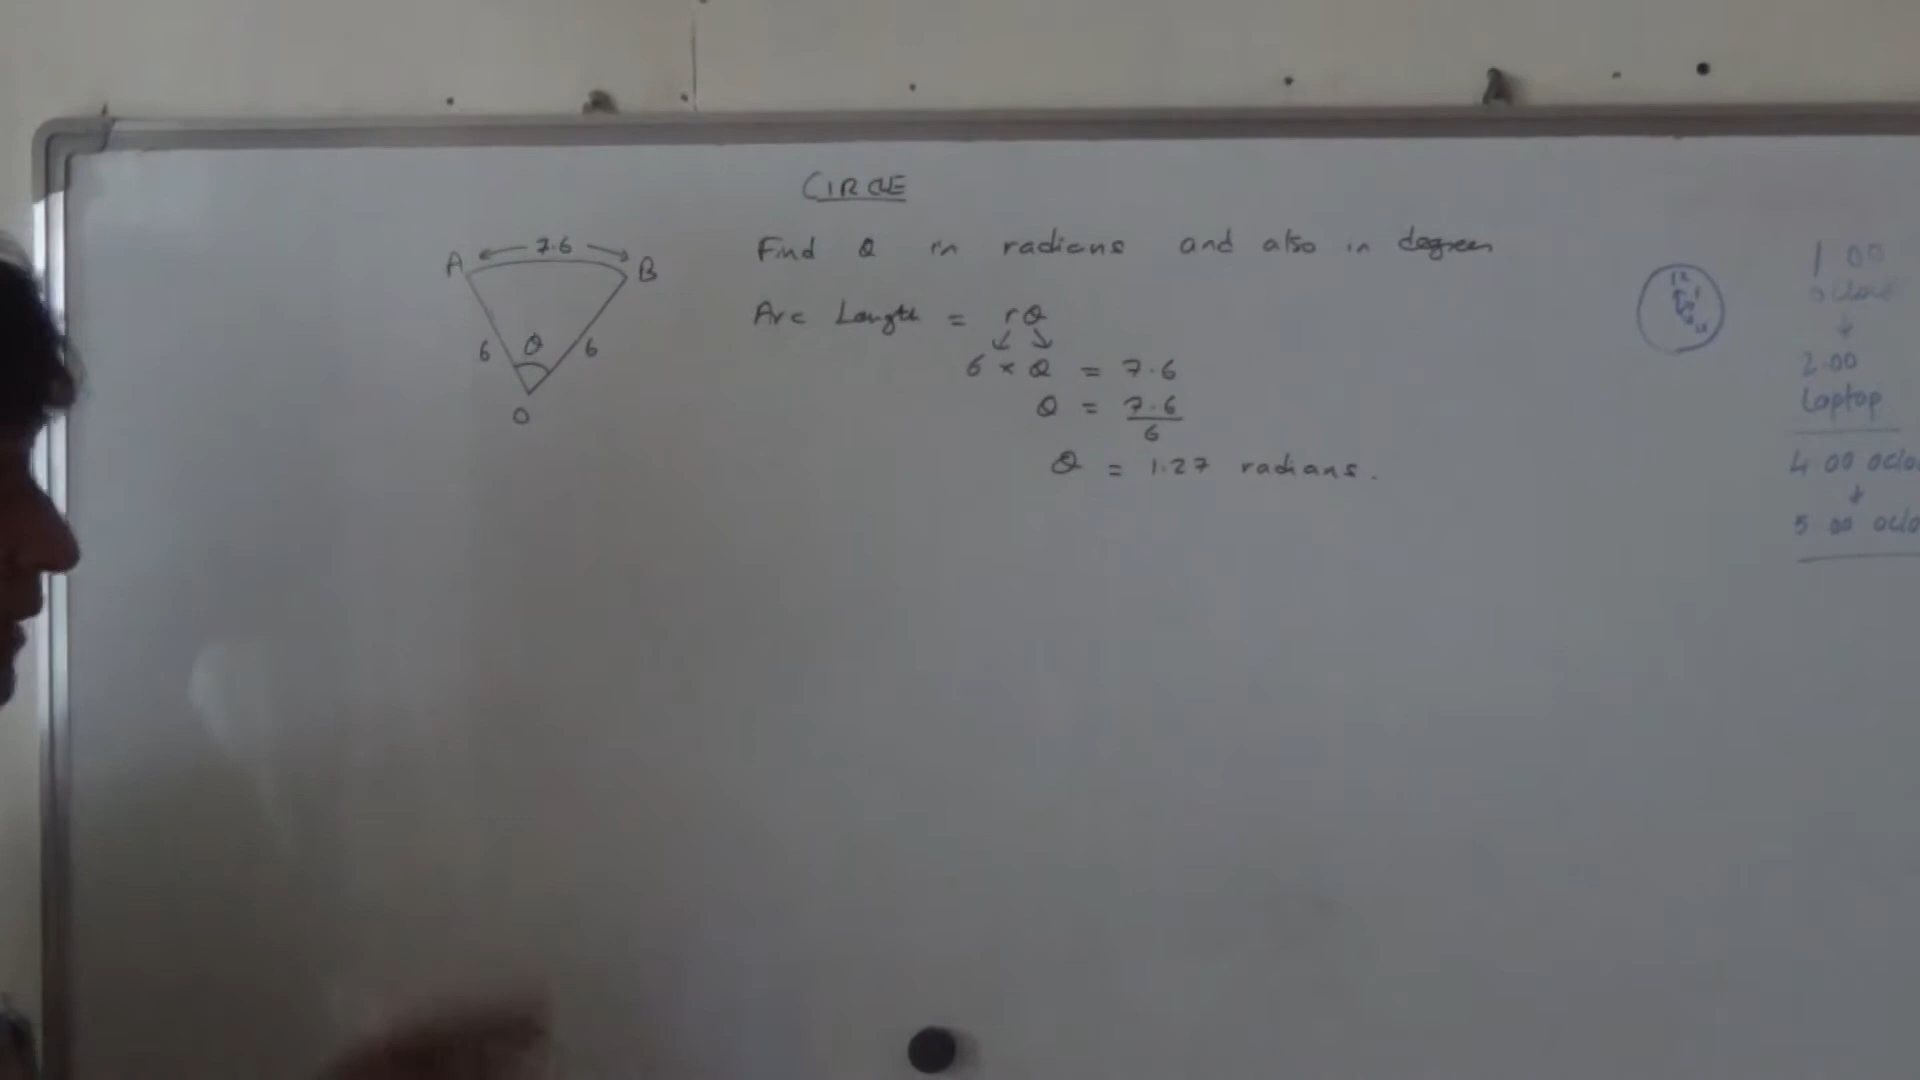 CIRCLE
A 7.6 B
6 θ 6
O
Find θ in radians and also in degrees
Arc Length = rθ
6 × θ = 7.6
θ = 7.6
6
θ = 1.27 radians.
12
1 00
2.00
Laptop
4 00 oclo
5 00 oclo